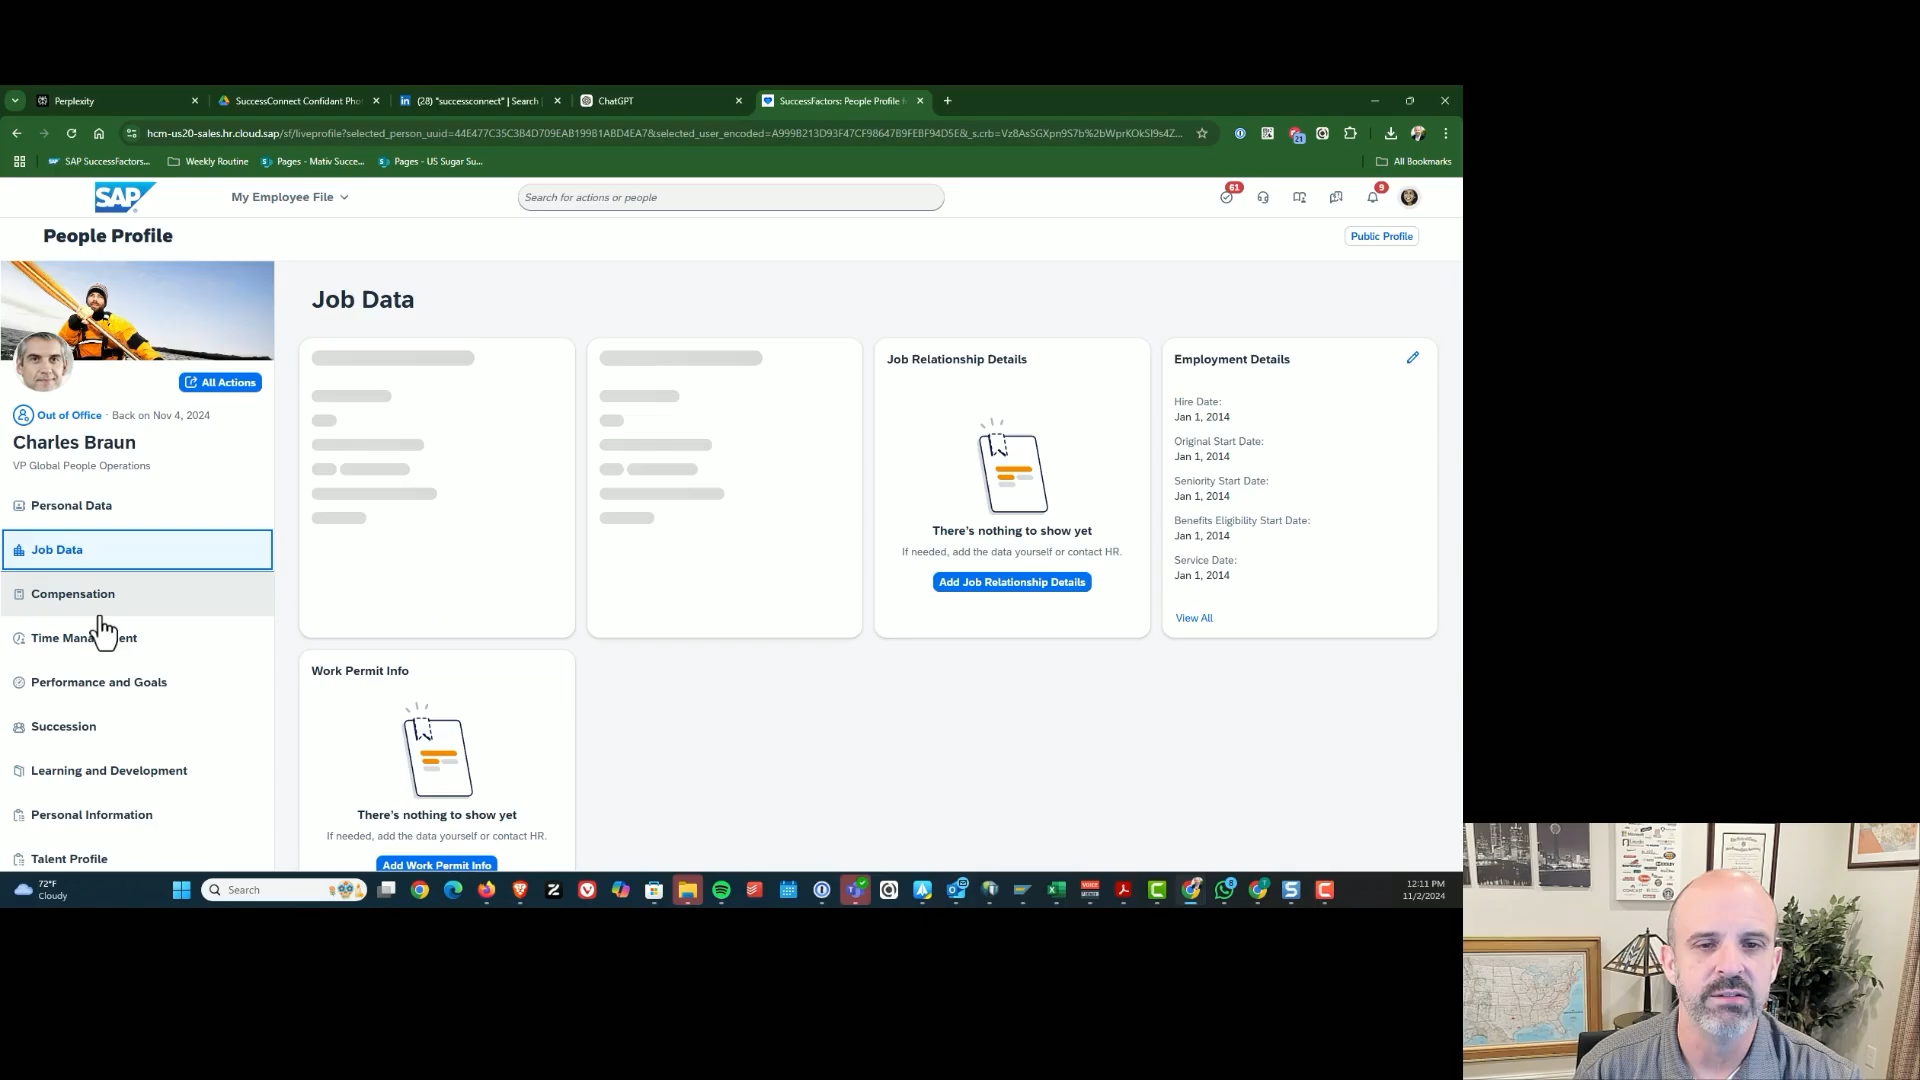 Perplexity
SuccessConnect Confidant Pho
(28) "successconnect" | Search
ChatGPT
SuccessFactors: People Profile f
hcm-us20-sales.hr.cloud.sap/sf/liveprofile?selected_person_uuid=44E477C35C3B4D709EAB19981ABD4EA7&selected_user_encoded=A999B213D93F47CF98647B9FEBF94D5E&_s.crb=Vz8AsSGXpn9S7b%2bWprKOkSl9s4Z...
21
SAP SuccessFactors...
Weekly Routine
Pages - Mativ Succe...
Pages - US Sugar Su...
All Bookmarks
SAP
My Employee File
Search for actions or people
61
9
People Profile
Public Profile
All Actions
Out of Office · Back on Nov 4, 2024
Charles Braun
VP Global People Operations
Personal Data
Job Data
Compensation
Time Management
Performance and Goals
Succession
Learning and Development
Personal Information
Talent Profile
Job Data
Job Relationship Details
There's nothing to show yet
If needed, add the data yourself or contact HR.
Add Job Relationship Details
Employment Details
Hire Date:
Jan 1, 2014
Original Start Date:
Jan 1, 2014
Seniority Start Date:
Jan 1, 2014
Benefits Eligibility Start Date:
Jan 1, 2014
Service Date:
Jan 1, 2014
View All
Work Permit Info
There's nothing to show yet
If needed, add the data yourself or contact HR.
Add Work Permit Info
72°F
Cloudy
Search
12:11 PM
11/2/2024